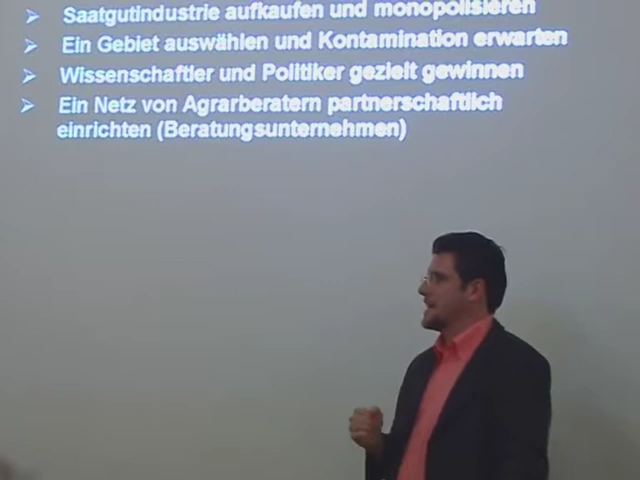 Saatgutindustrie aufkaufen und monopolisieren
Ein Gebiet auswählen und Kontamination erwarten
Wissenschaftler und Politiker gezielt gewinnen
Ein Netz von Agrarberatern partnerschaftlich
einrichten (Beratungsunternehmen)